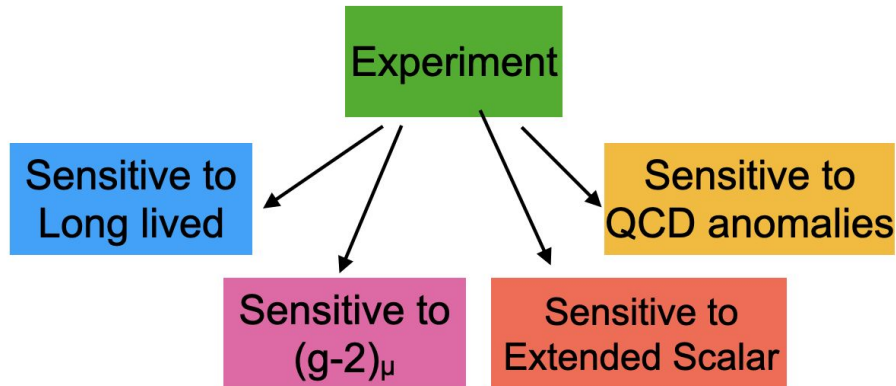 Experiment
Sensitive to
Long lived
Sensitive to
QCD anomalies
Sensitive to
(g-2)μ
Sensitive to
Extended Scalar